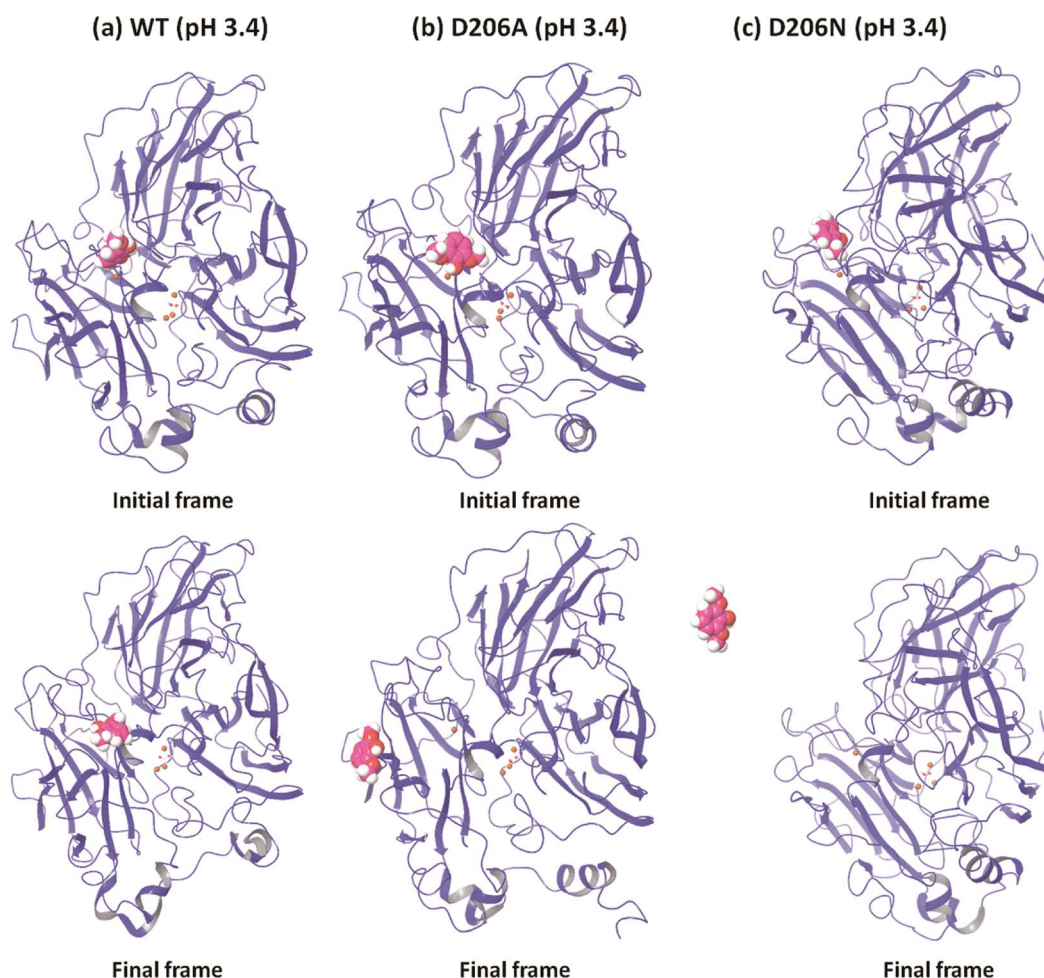 (a) WT (pH 3.4)
(b) D206A (pH 3.4)
(c) D206N (pH 3.4)
Initial frame
Initial frame
Initial frame
Final frame
Final frame
Final frame